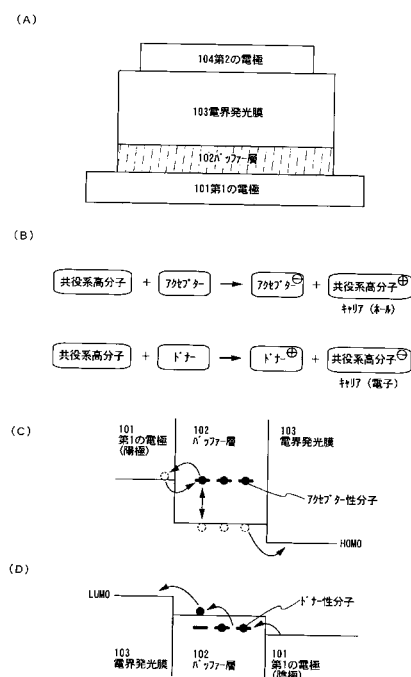 (A)
104第2の電極
103電界発光膜
102バッファー層
101第1の電極
(B)
共役系高分子 + アクセプター → アクセプター⊖ + 共役系高分子⊕
キャリア (ホール)
共役系高分子 + ドナー → ドナー⊕ + 共役系高分子⊖
キャリア (電子)
(C)
101
第1の電極
(陽極)
102
バッファー層
103
電界発光膜
アクセプター性分子
HOMO
(D)
LUMO
ドナー性分子
103
電界発光膜
102
バッファー層
101
第1の電極
(陰極)